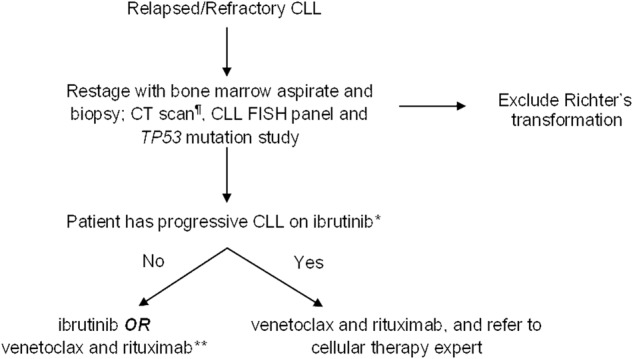 Relapsed/Refractory CLL
Restage with bone marrow aspirate and
biopsy; CT scan¶, CLL FISH panel and
TP53 mutation study
Exclude Richter`s
transformation
Patient has progressive CLL on ibrutinib*
No
Yes
ibrutinib OR
venetoclax and rituximab**
venetoclax and rituximab, and refer to
cellular therapy expert